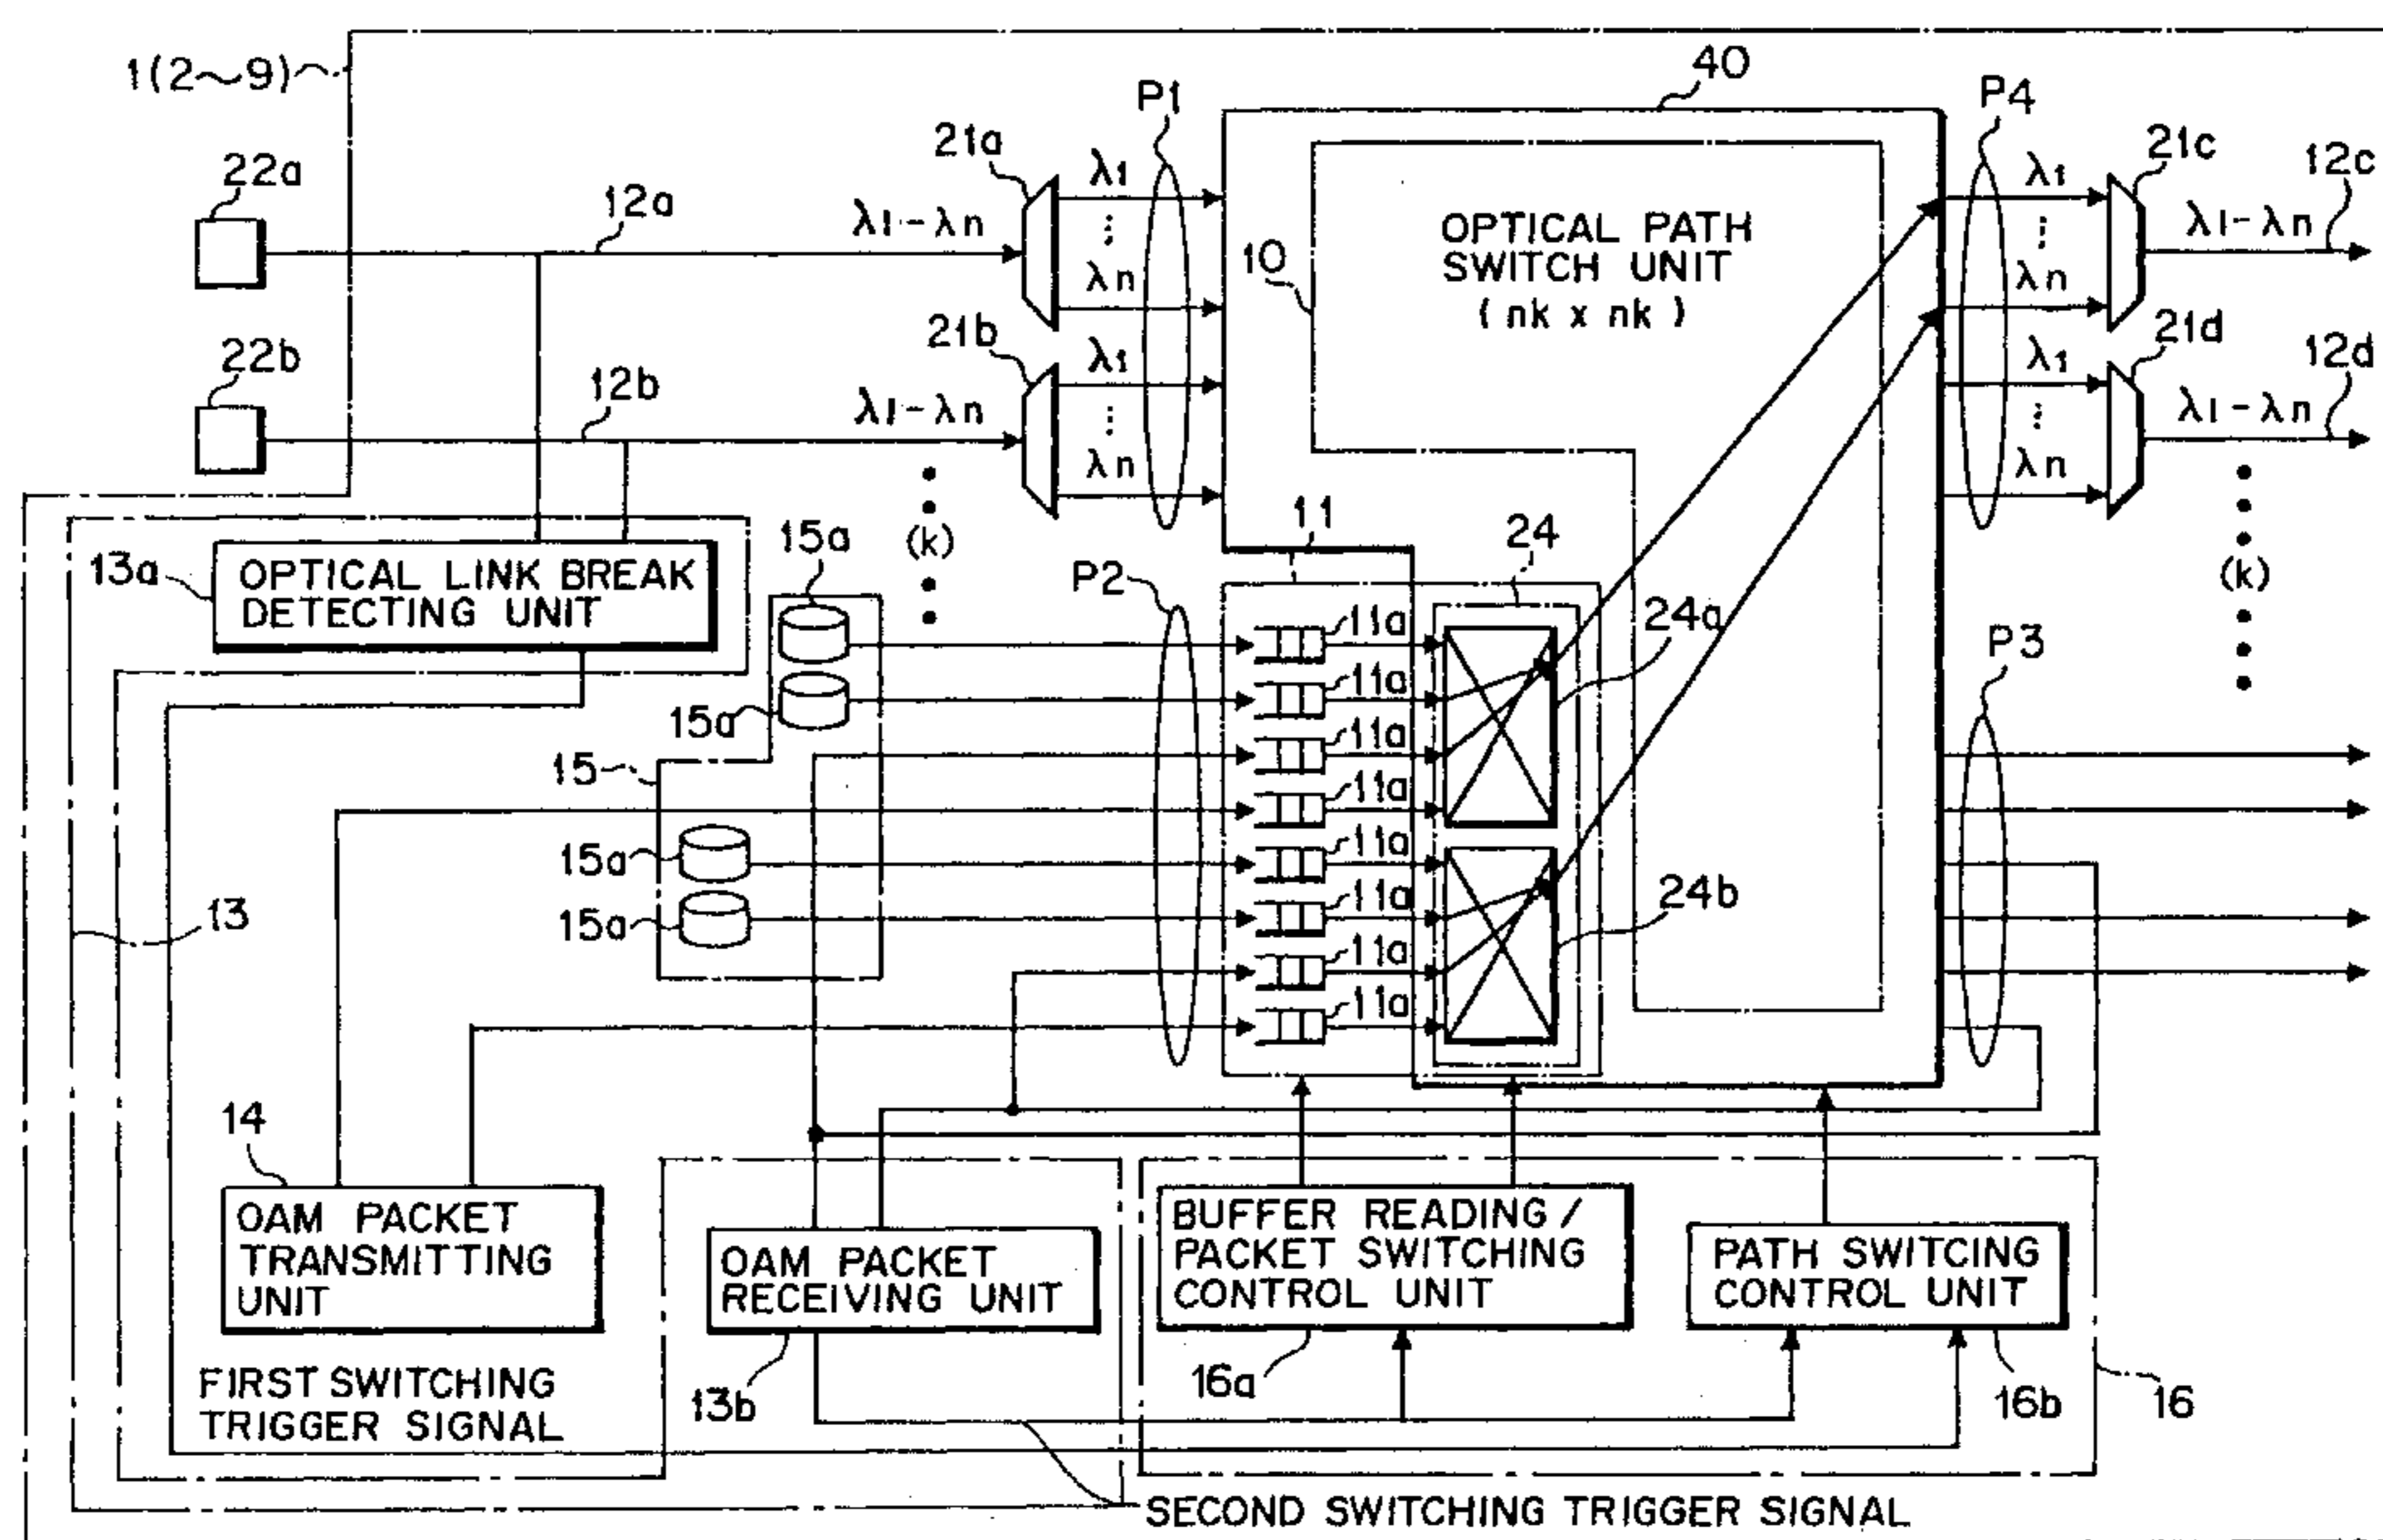 1(2~9)
40
P1
P4
22a
21a
λ1
λ1
21c
12c
12a
λ1-λn
⋮
OPTICAL PATH
SWITCH UNIT
(nk x nk)
10
⋮
λ1-λn
λn
λn
22b
21b
λ1
λ1
21d
12d
12b
λ1-λn
⋮
⋮
λ1-λn
λn
λn
(k)
(k)
13a
OPTICAL LINK BREAK
DETECTING UNIT
15a
P2
11
24
11a
24a
P3
11a
15a
11a
15
11a
15a
11a
24b
15a
11a
13
11a
11a
14
OAM PACKET
TRANSMITTING
UNIT
OAM PACKET
RECEIVING UNIT
BUFFER READING/
PACKET SWITCHING
CONTROL UNIT
PATH SWITCING
CONTROL UNIT
FIRST SWITCHING
TRIGGER SIGNAL
13b
16a
16b
16
SECOND SWITCHING TRIGGER SIGNAL